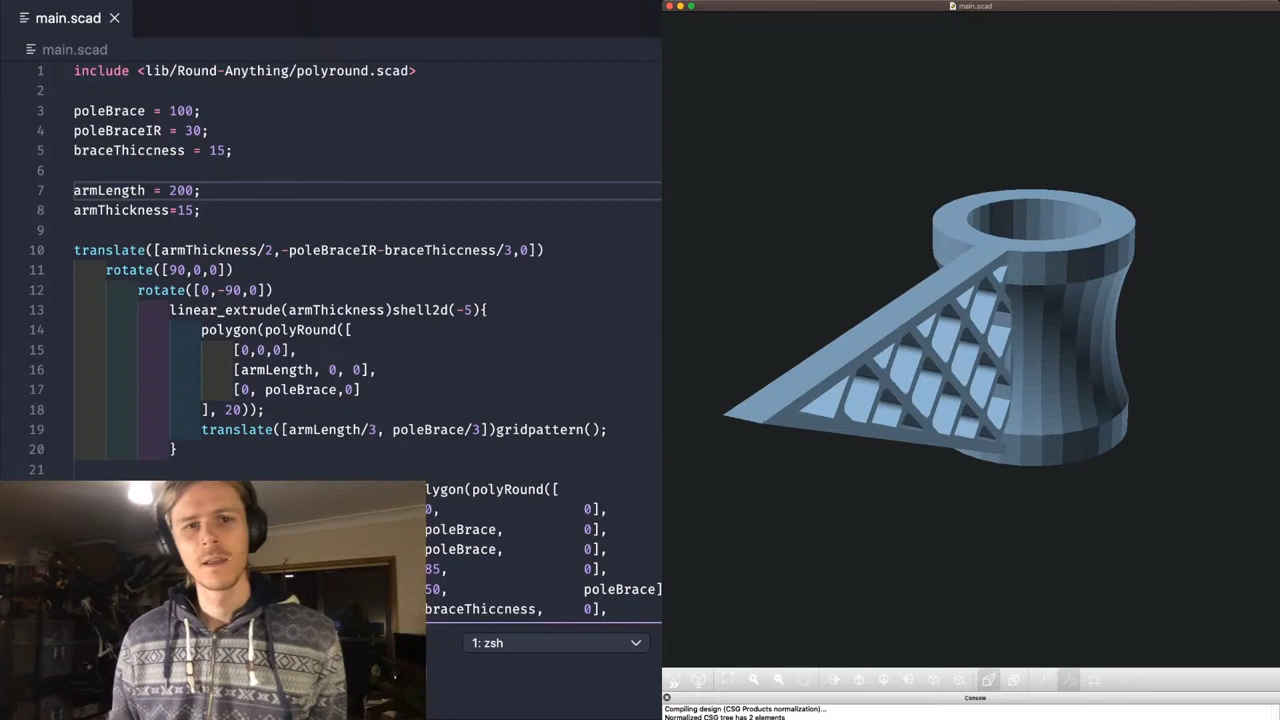 main.scad
main.scad
main.scad
1 include <lib/Round-Anything/polyround.scad>
2
3 poleBrace = 100;
4 poleBraceIR = 30;
5 braceThiccness = 15;
6
7 armLength = 200;
8 armThickness=15;
9
10 translate([armThickness/2,-poleBraceIR-braceThiccness/3,0])
11 rotate([90,0,0])
12 rotate([0,-90,0])
13 linear_extrude(armThickness)shell2d(-5){
14 polygon(polyRound([
15 [0,0,0],
16 [armLength, 0, 0],
17 [0, poleBrace,0]
18 ], 20));
19 translate([armLength/3, poleBrace/3])gridpattern();
20 }
21
lygon(polyRound([
0, 0],
poleBrace, 0],
poleBrace, 0],
85, 0],
50, poleBrace]
braceThiccness, 0],
1: zsh
Console
Compiling design (CSG Products normalization)...
Normalized CSG tree has 2 elements